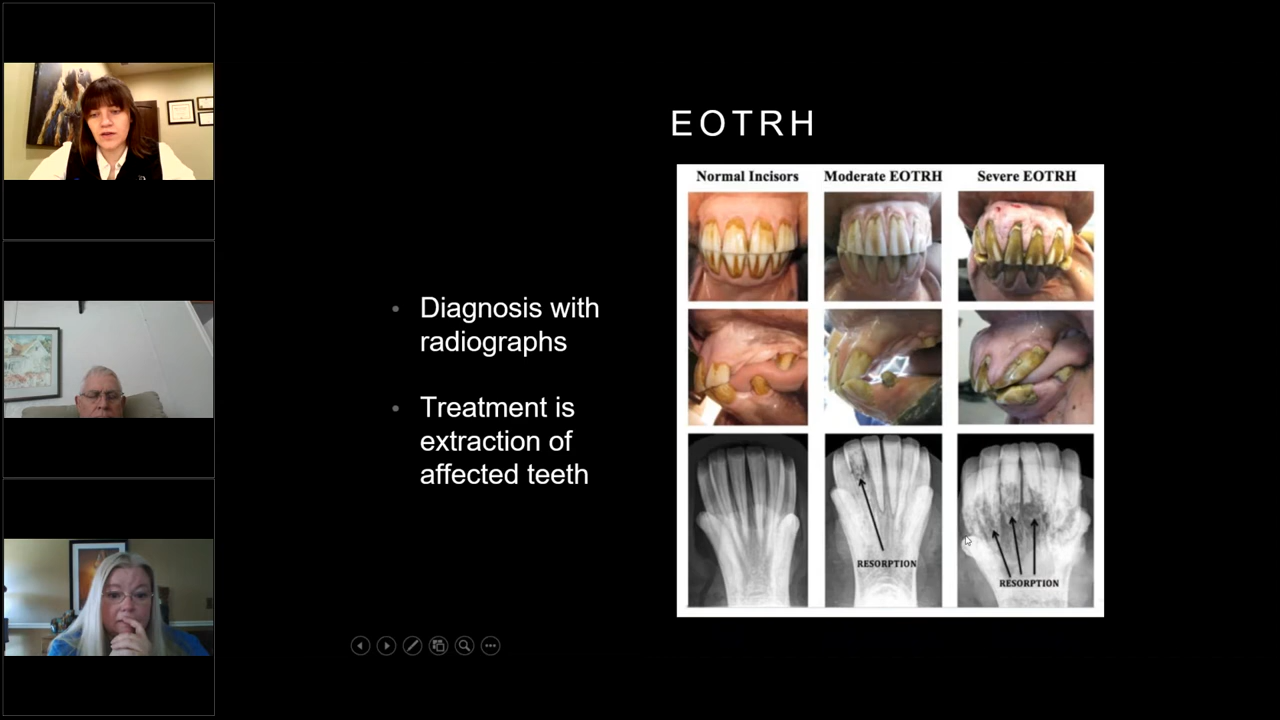 EOTRH
• Diagnosis with
radiographs
• Treatment is
extraction of
affected teeth
Normal Incisors Moderate EOTRH Severe EOTRH
RESORPTION
RESORPTION